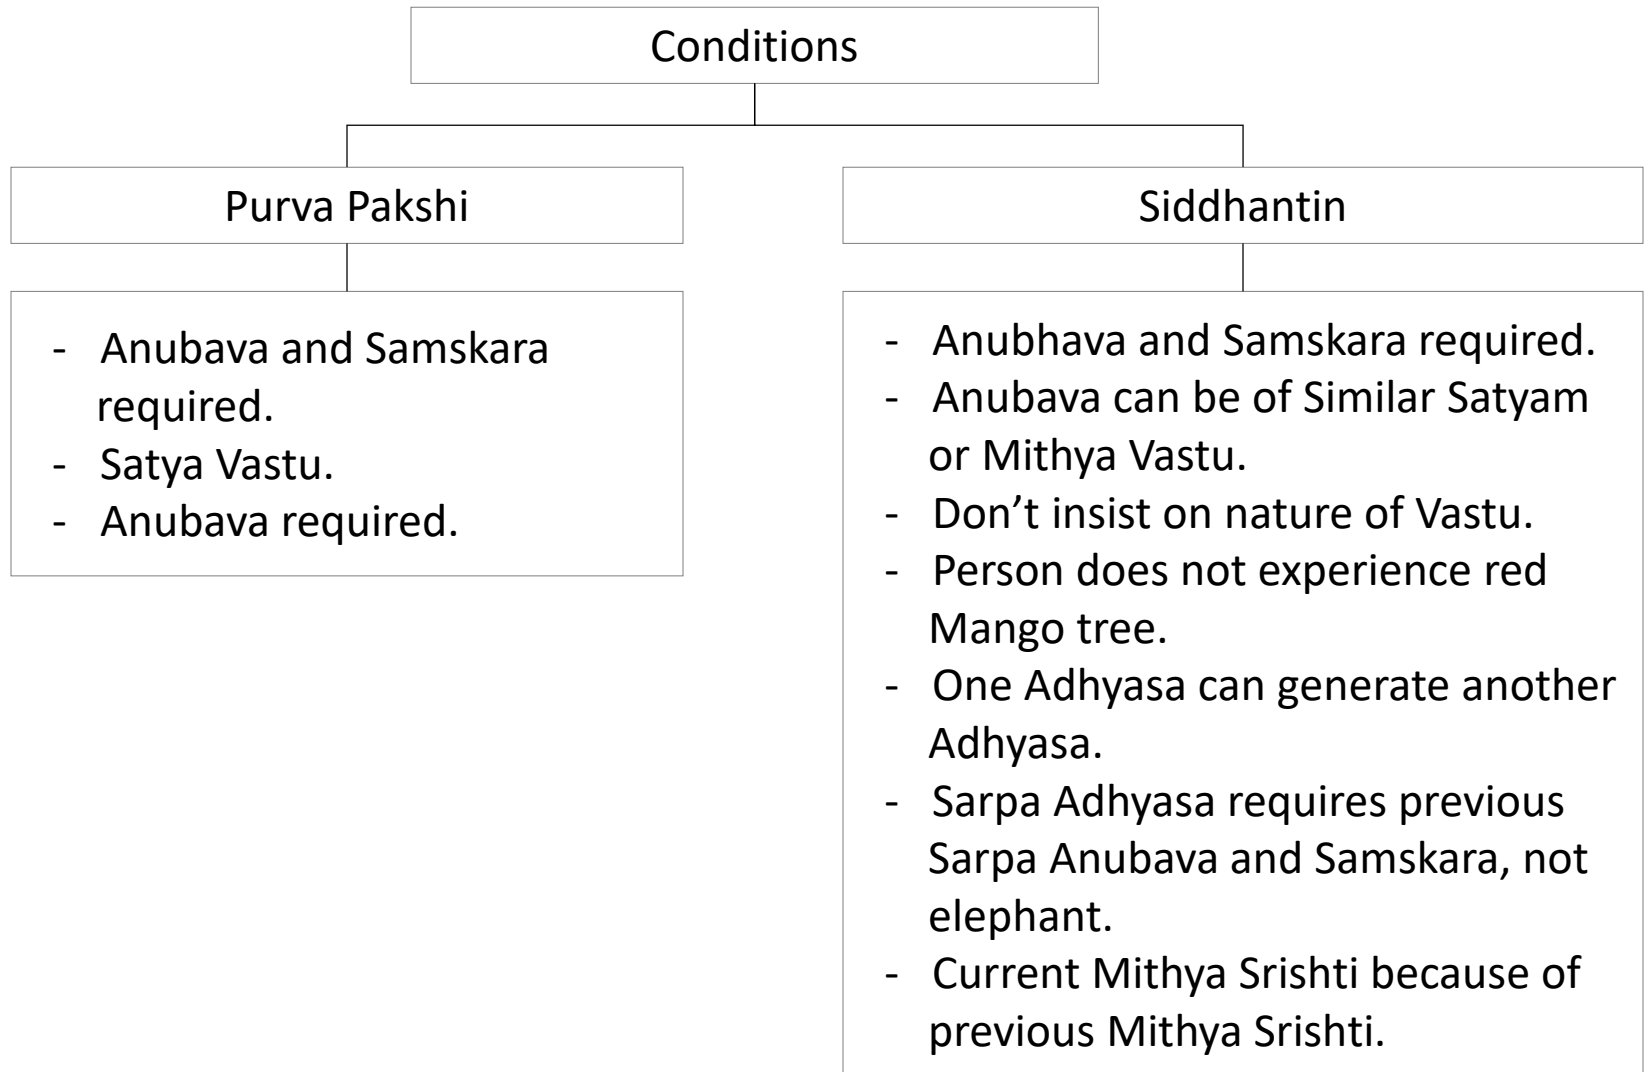 Conditions
Purva Pakshi
Siddhantin
- Anubava and Samskara
required.
- Satya Vastu.
- Anubava required.
- Anubhava and Samskara required.
- Anubava can be of Similar Satyam
or Mithya Vastu.
- Don’t insist on nature of Vastu.
- Person does not experience red
Mango tree.
- One Adhyasa can generate another
Adhyasa.
- Sarpa Adhyasa requires previous
Sarpa Anubava and Samskara, not
elephant.
- Current Mithya Srishti because of
previous Mithya Srishti.